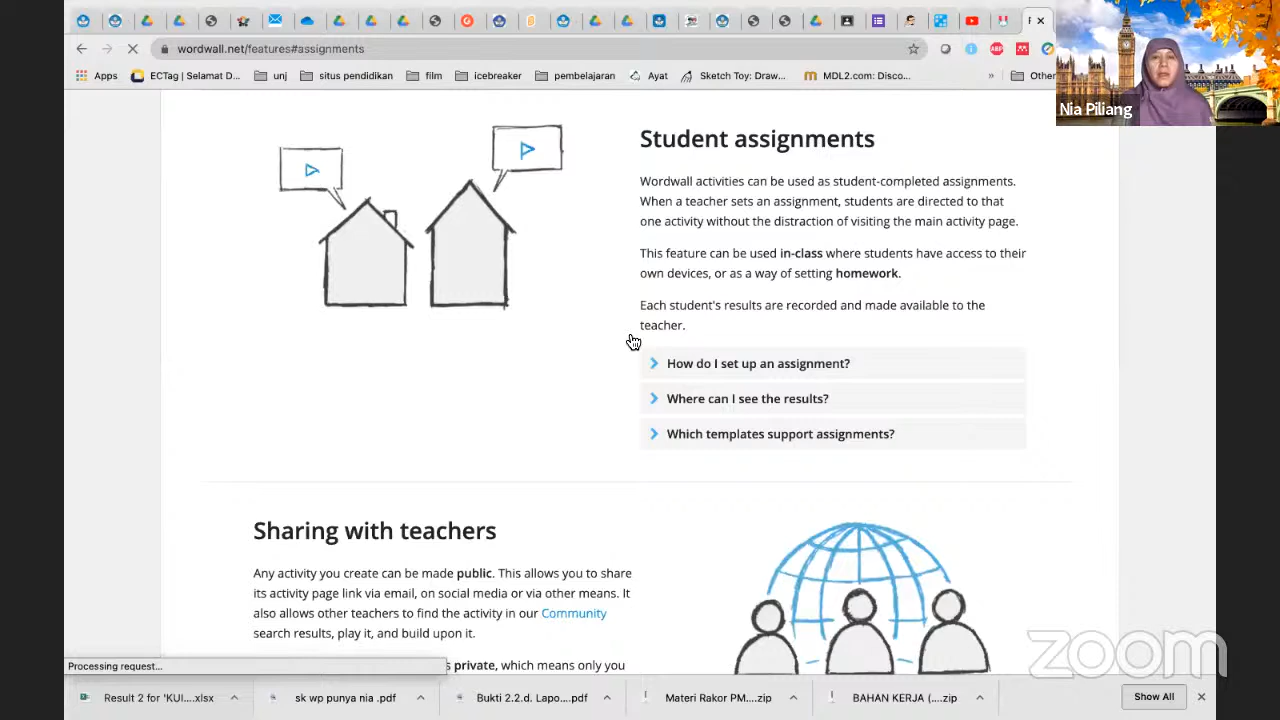 wordwall.net/features#assignments
Apps
ECTag | Selamat D...
unj
situs pendidikan
film
icebreaker
pembelajaran
Ayat
Sketch Toy: Draw...
MDL2.com: Disco...
»
Other
Nia Piliang
Student assignments
Wordwall activities can be used as student-completed assignments.
When a teacher sets an assignment, students are directed to that
one activity without the distraction of visiting the main activity page.
This feature can be used in-class where students have access to their
own devices, or as a way of setting homework.
Each student's results are recorded and made available to the
teacher.
How do I set up an assignment?
Where can I see the results?
Which templates support assignments?
Sharing with teachers
Any activity you create can be made public. This allows you to share
its activity page link via email, on social media or via other means. It
also allows other teachers to find the activity in our Community
search results, play it, and build upon it.
private, which means only you
Processing request...
zoom
Result 2 for 'KUI....xlsx
sk wp punya nia .pdf
Bukti 2.2.d. Lapo....pdf
Materi Rakor PM....zip
BAHAN KERJA (....zip
Show All